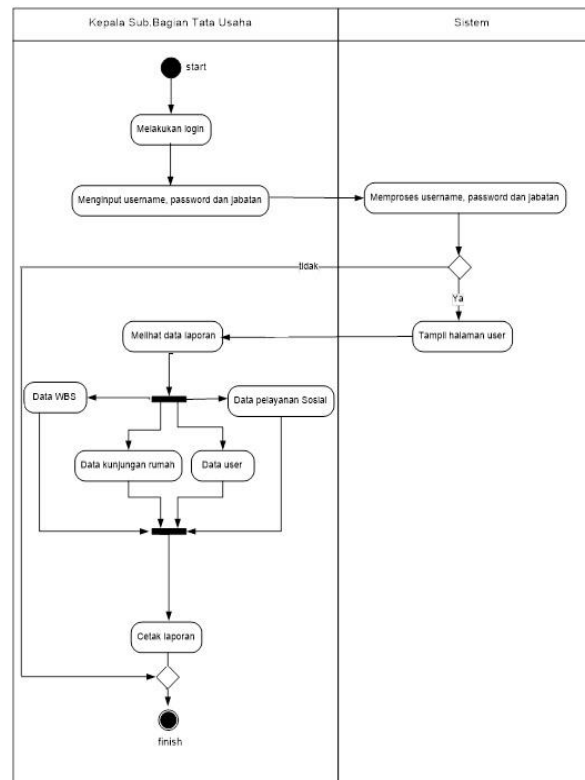 Kepala Sub.Bagian Tata Usaha
Sistem
start
Melakukan login
Menginput username, password dan jabatan
Memproses username, password dan jabatan
tidak
Ya
Melihat data laporan
Tampil halaman user
Data WBS
Data pelayanan Sosial
Data kunjungan rumah
Data user
Cetak laporan
finish